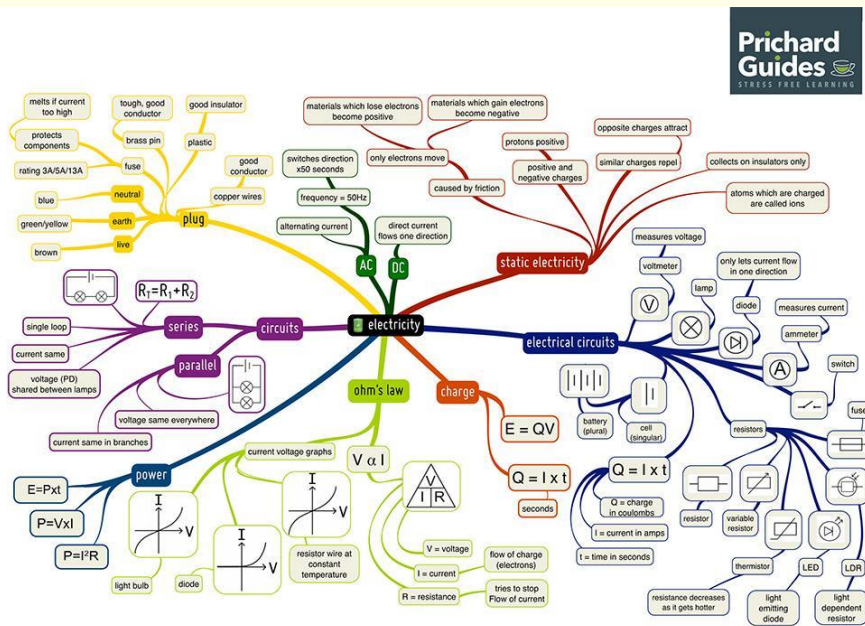 Prichard
Guides
STRESS FREE LEARNING
melts if current
too high
protects
components
rating 3A/5A/13A
fuse
tough, good
conductor
brass pin
good insulator
plastic
good
conductor
copper wires
blue
neutral
green/yellow
earth
brown
live
plug
switches direction
x50 seconds
frequency = 50Hz
alternating current
AC
direct current
flows one direction
DC
materials which lose electrons
become positive
materials which gain electrons
become negative
only electrons move
caused by friction
protons positive
positive and
negative charges
opposite charges attract
similar charges repel
collects on insulators only
atoms which are charged
are called ions
static electricity
electricity
RT=R1+R2
single loop
current same
voltage (PD)
shared between lamps
series
circuits
parallel
voltage same everywhere
current same in branches
power
E=Pxt
P=VxI
P=I²R
ohm's law
current voltage graphs
I
V
light bulb
I
V
diode
I
V
resistor wire at
constant
temperature
V α I
V
I R
V = voltage
I = current
flow of charge
(electrons)
R = resistance
tries to stop
Flow of current
charge
E = QV
Q = I x t
seconds
electrical circuits
measures voltage
voltmeter
V
lamp
only lets current flow
in one direction
diode
measures current
ammeter
A
switch
battery
(plural)
cell
(singular)
Q = I x t
Q = charge
in coulombs
I = current in amps
t = time in seconds
resistors
fuse
resistor
variable
resistor
thermistor
resistance decreases
as it gets hotter
LED
light
emitting
diode
LDR
light
dependent
resistor